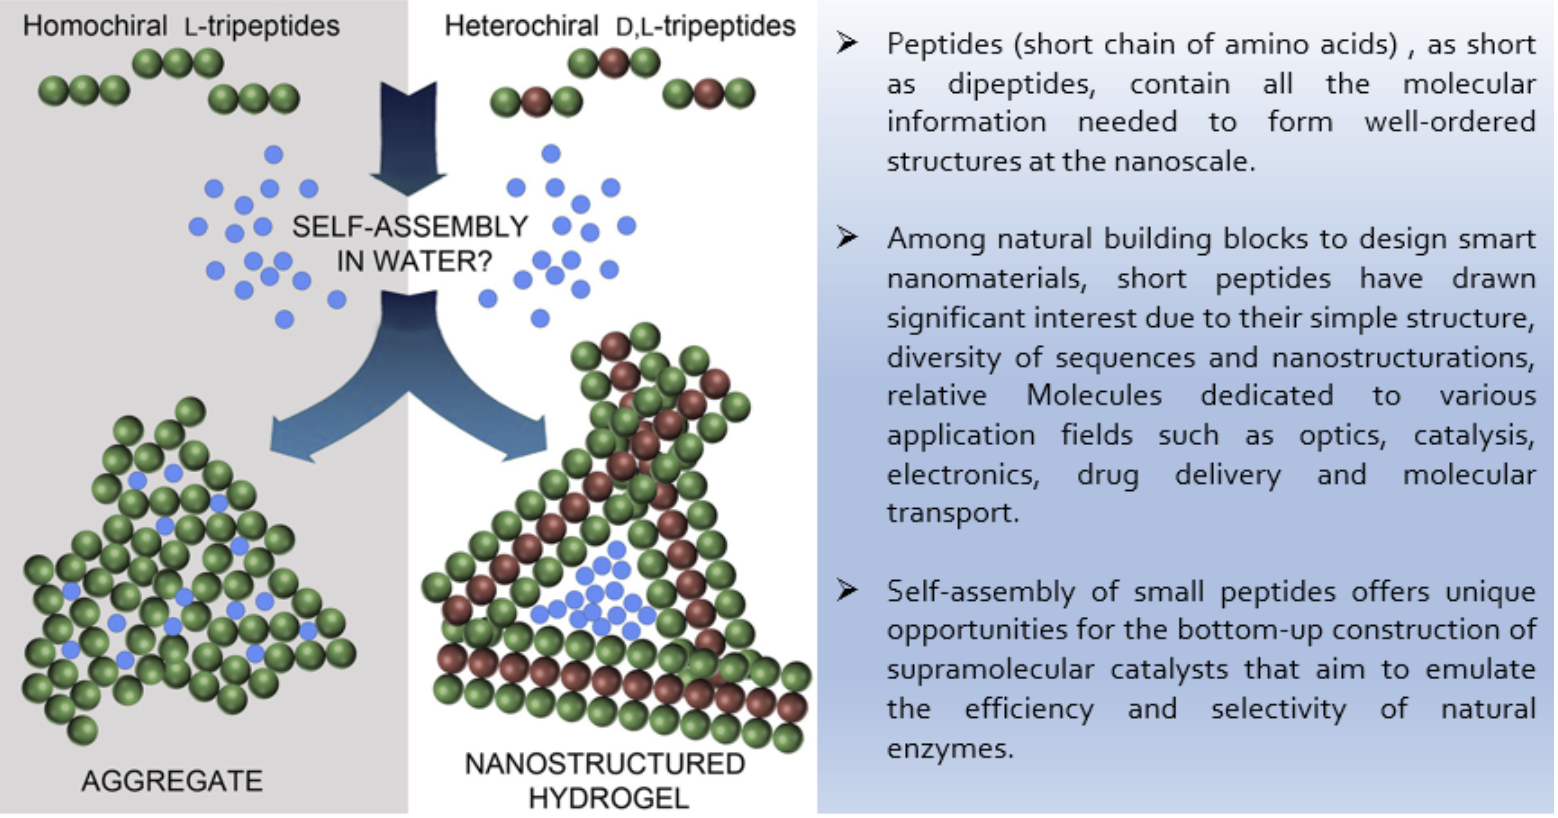 Homochiral L-tripeptides
Heterochiral D,L-tripeptides
SELF-ASSEMBLY
IN WATER?
AGGREGATE
NANOSTRUCTURED
HYDROGEL
➢ Peptides (short chain of amino acids) , as short
as dipeptides, contain all the molecular
information needed to form well-ordered
structures at the nanoscale.
➢ Among natural building blocks to design smart
nanomaterials, short peptides have drawn
significant interest due to their simple structure,
diversity of sequences and nanostructurations,
relative Molecules dedicated to various
application fields such as optics, catalysis,
electronics, drug delivery and molecular
transport.
➢ Self-assembly of small peptides offers unique
opportunities for the bottom-up construction of
supramolecular catalysts that aim to emulate
the efficiency and selectivity of natural
enzymes.